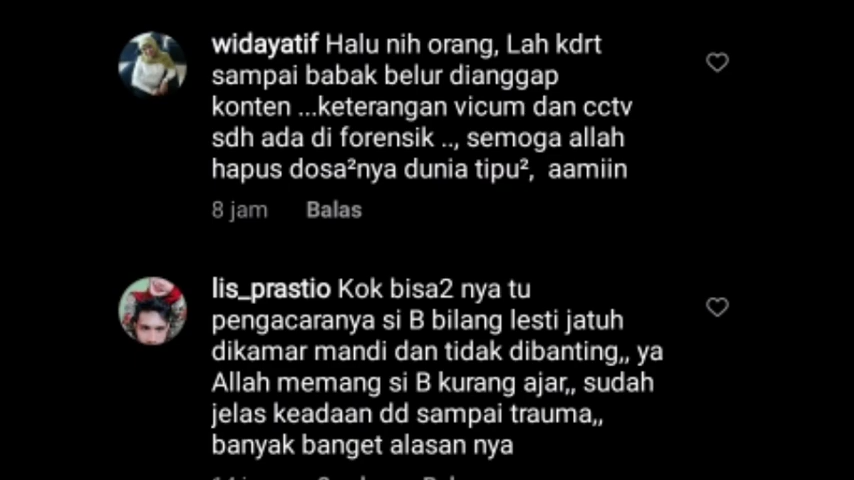 widayatif Halu nih orang, Lah kdrt
sampai babak belur dianggap
konten ...keterangan vicum dan cctv
sdh ada di forensik .., semoga allah
hapus dosa²nya dunia tipu², aamiin
8 jam Balas
lis_prastio Kok bisa2 nya tu
pengacaranya si B bilang lesti jatuh
dikamar mandi dan tidak dibanting,, ya
Allah memang si B kurang ajar,, sudah
jelas keadaan dd sampai trauma,,
banyak banget alasan nya